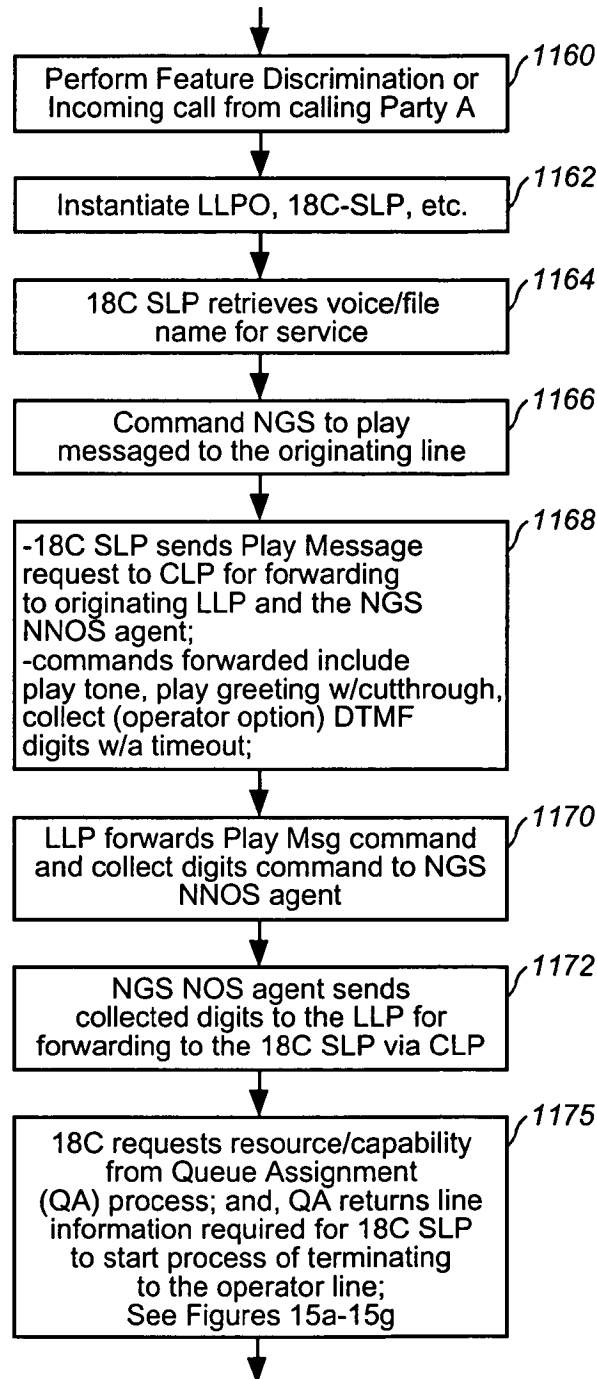 1160
Perform Feature Discrimination or
Incoming call from calling Party A
1162
Instantiate LLPO, 18C-SLP, etc.
1164
18C SLP retrieves voice/file
name for service
1166
Command NGS to play
messaged to the originating line
1168
-18C SLP sends Play Message
request to CLP for forwarding
to originating LLP and the NGS
NNOS agent;
-commands forwarded include
play tone, play greeting w/cutthrough,
collect (operator option) DTMF
digits w/a timeout;
1170
LLP forwards Play Msg command
and collect digits command to NGS
NNOS agent
1172
NGS NOS agent sends
collected digits to the LLP for
forwarding to the 18C SLP via CLP
1175
18C requests resource/capability
from Queue Assignment
(QA) process; and, QA returns line
information required for 18C SLP
to start process of terminating
to the operator line;
See Figures 15a-15g